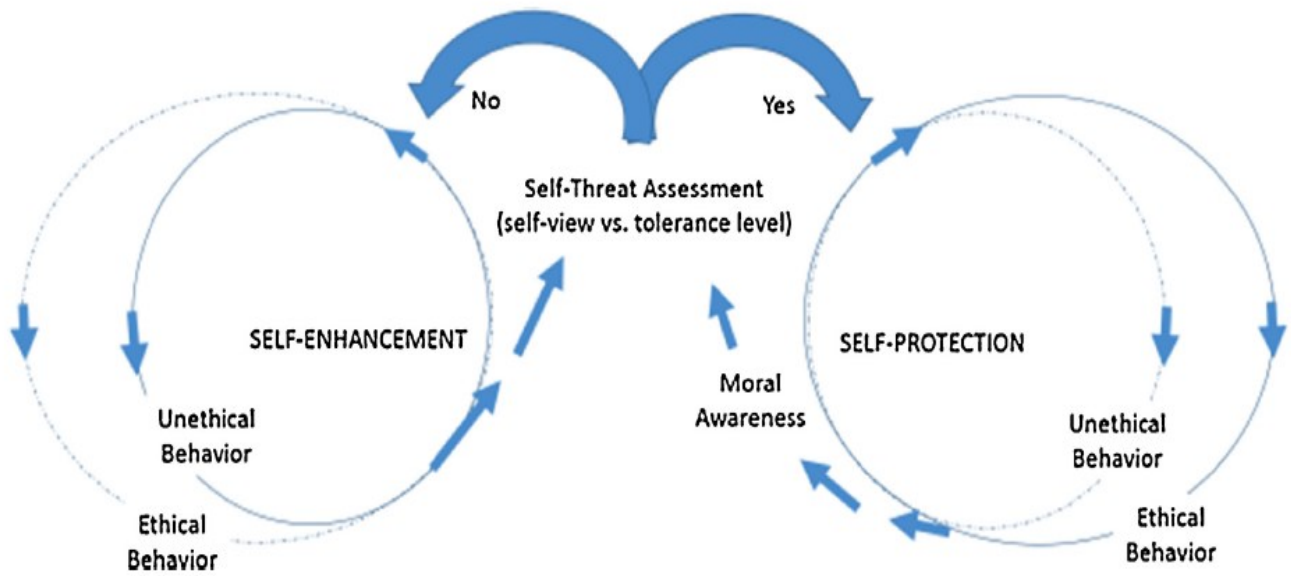 No
Yes
Self-Threat Assessment
(self-view vs. tolerance level)
SELF-ENHANCEMENT
SELF-PROTECTION
Moral
Awareness
Unethical
Behavior
Ethical
Behavior
Unethical
Behavior
Ethical
Behavior